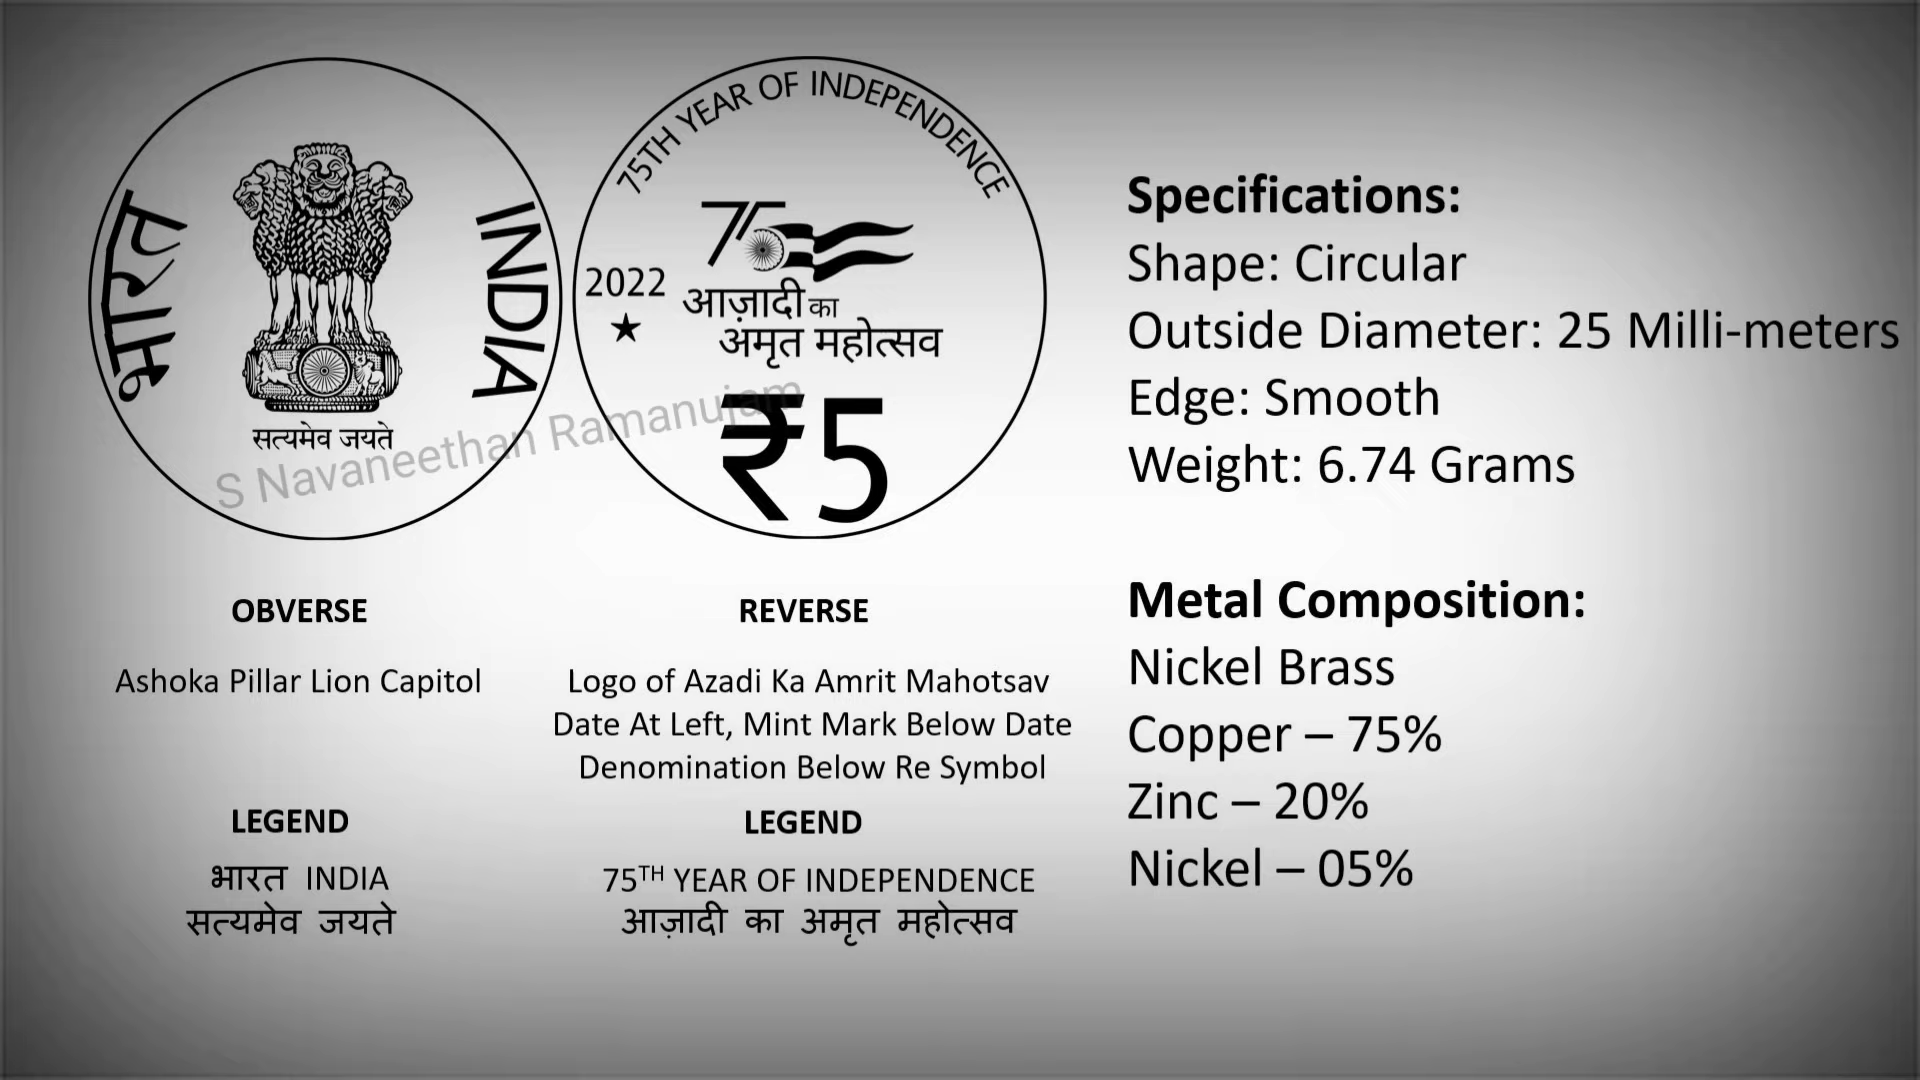 भारत
INDIA
सत्यमेव जयते
75TH YEAR OF INDEPENDENCE
75
2022
आज़ादी का
अमृत महोत्सव
₹5
S Navaneethan Ramanujam
OBVERSE
Ashoka Pillar Lion Capitol
LEGEND
भारत INDIA
सत्यमेव जयते
REVERSE
Logo of Azadi Ka Amrit Mahotsav
Date At Left, Mint Mark Below Date
Denomination Below Re Symbol
LEGEND
75TH YEAR OF INDEPENDENCE
आज़ादी का अमृत महोत्सव
Specifications:
Shape: Circular
Outside Diameter: 25 Milli-meters
Edge: Smooth
Weight: 6.74 Grams
Metal Composition:
Nickel Brass
Copper – 75%
Zinc – 20%
Nickel – 05%